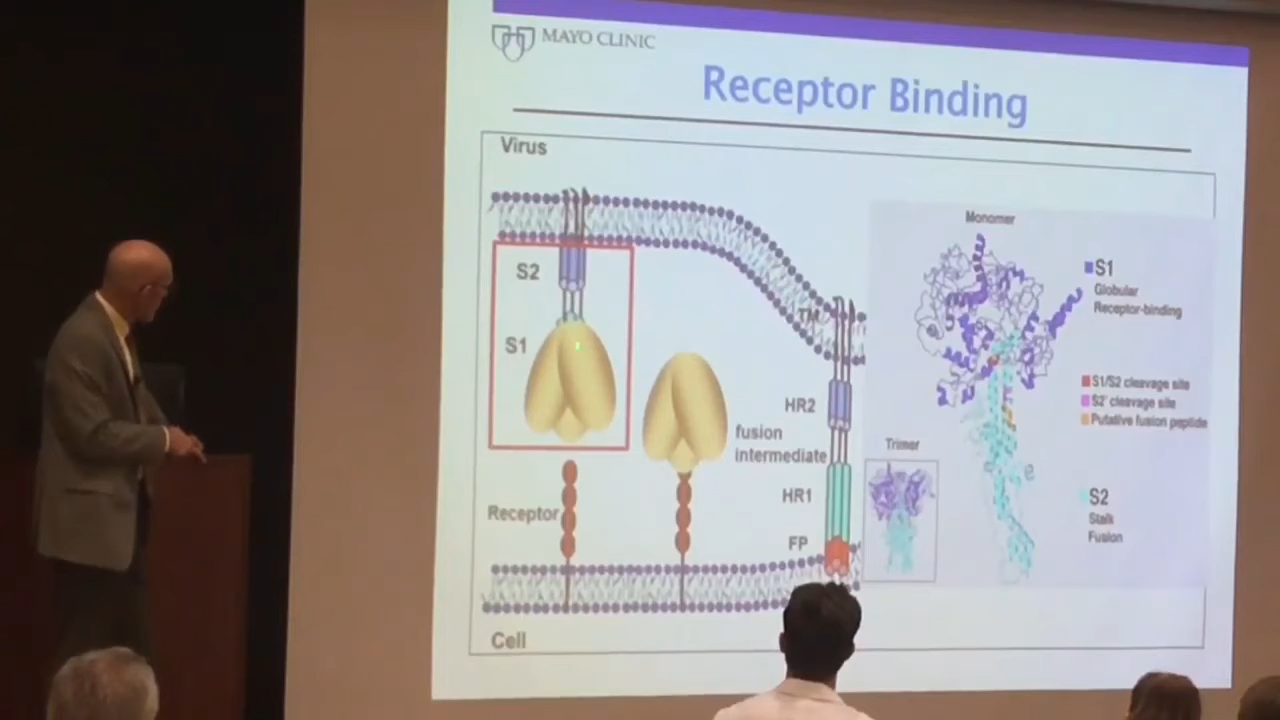 MAYO CLINIC
Receptor Binding
Virus
S2
S1
Receptor
Cell
fusion
intermediate
TM
HR2
HR1
FP
Monomer
S1
Globular
Receptor-binding
S1/S2 cleavage site
S2' cleavage site
Putative fusion peptide
Trimer
S2
Stalk
Fusion